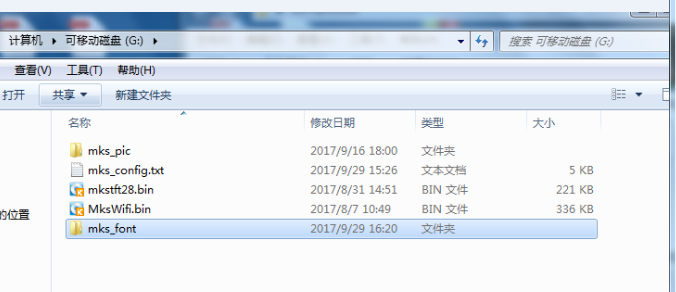 计算机 ▸ 可移动磁盘 (G:) ▸ 搜索 可移动磁盘 (G:)
查看(V) 工具(T) 帮助(H)
打开 共享 ▼ 新建文件夹
名称 修改日期 类型 大小
mks_pic 2017/9/16 18:00 文件夹
mks_config.txt 2017/9/29 15:26 文本文档 5 KB
mkstft28.bin 2017/8/31 14:51 BIN 文件 221 KB
MksWifi.bin 2017/8/7 10:49 BIN 文件 336 KB
的位置
mks_font 2017/9/29 16:20 文件夹